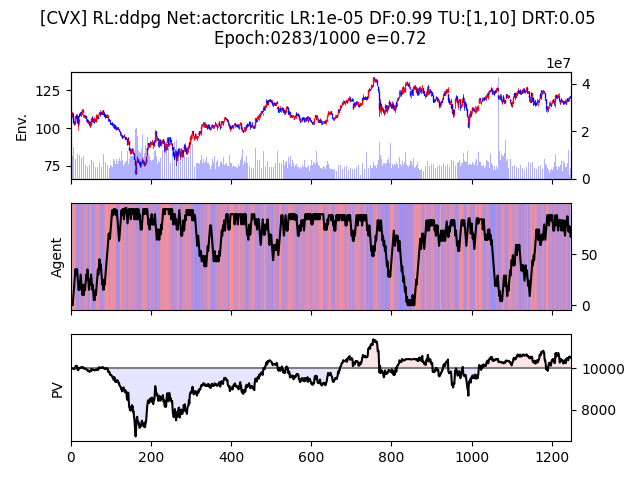 [CVX] RL:ddpg Net:actorcritic LR:1e-05 DF:0.99 TU:[1,10] DRT:0.05
Epoch:0283/1000 e=0.72
1e7
125
100
75
Env.
4
2
0
Agent
50
0
PV
10000
8000
0 200 400 600 800 1000 1200